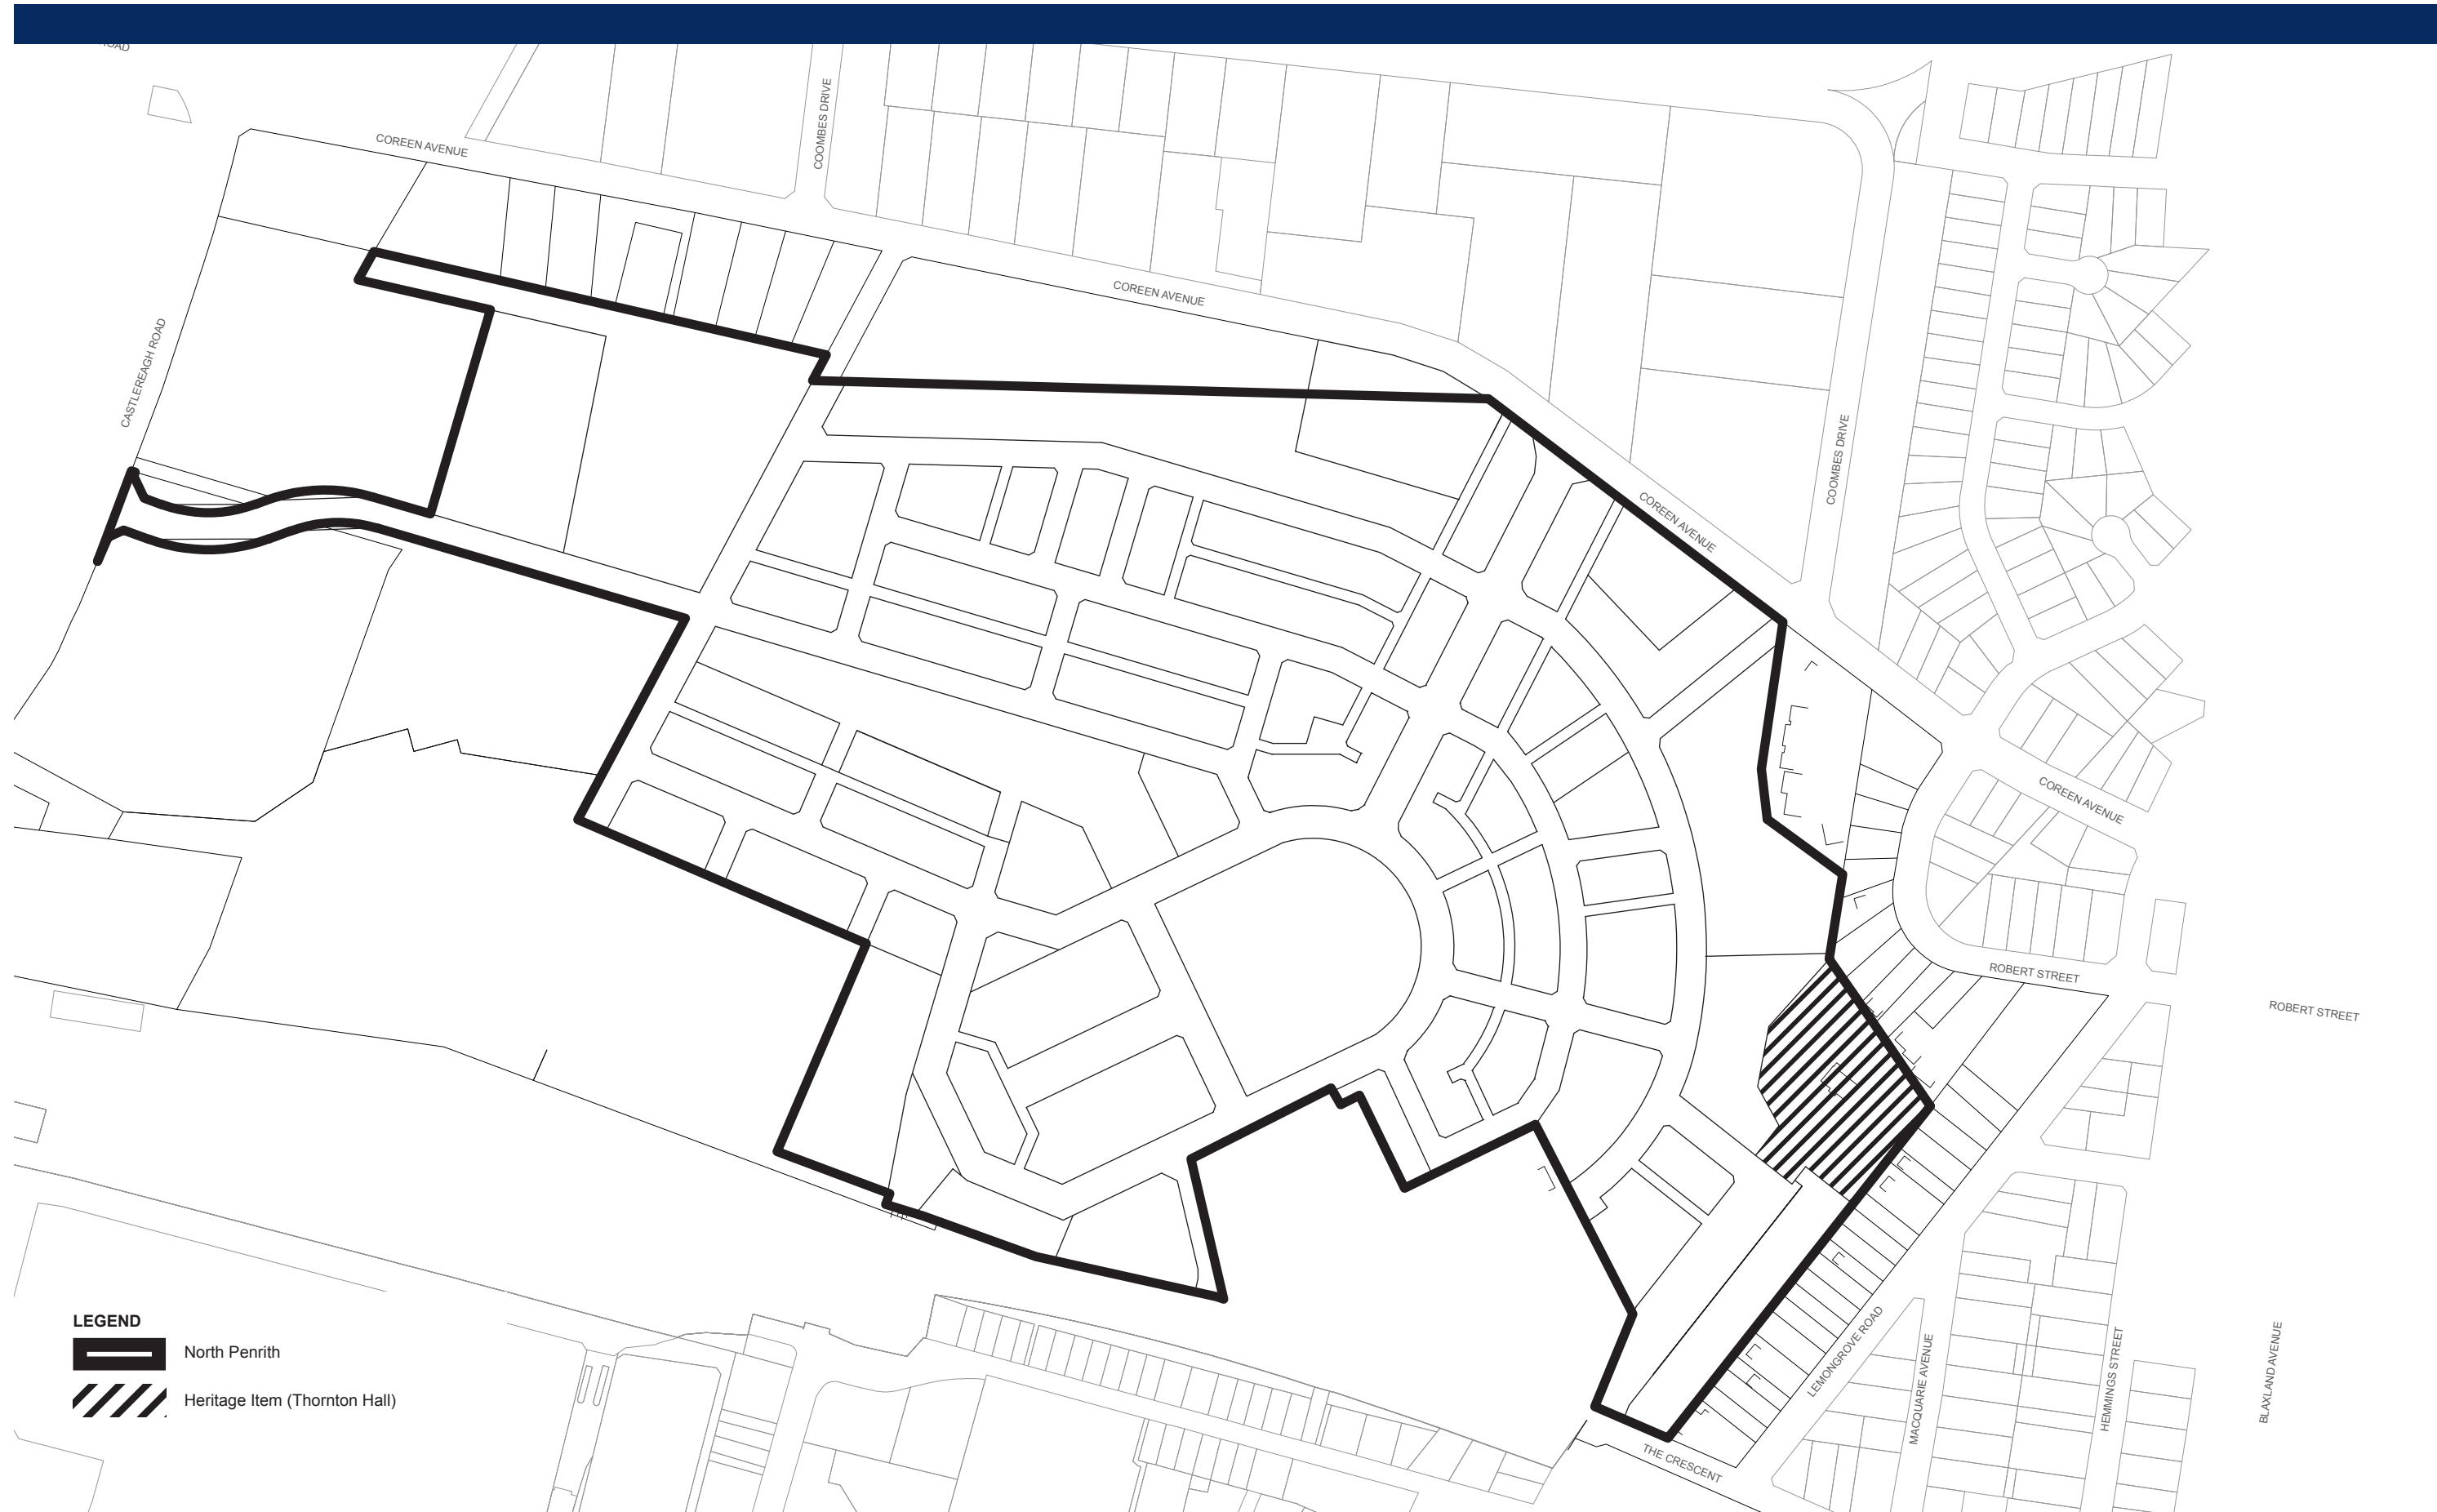 COREEN AVENUE
COOMBES DRIVE
COREEN AVENUE
CASTLEREAGH ROAD
COOMBES DRIVE
COREEN AVENUE
COREEN AVENUE
ROBERT STREET
ROBERT STREET
LEMONGROVE ROAD
MACQUARIE AVENUE
HEMMINGS STREET
BLAXLAND AVENUE
THE CRESCENT
LEGEND
North Penrith
Heritage Item (Thornton Hall)